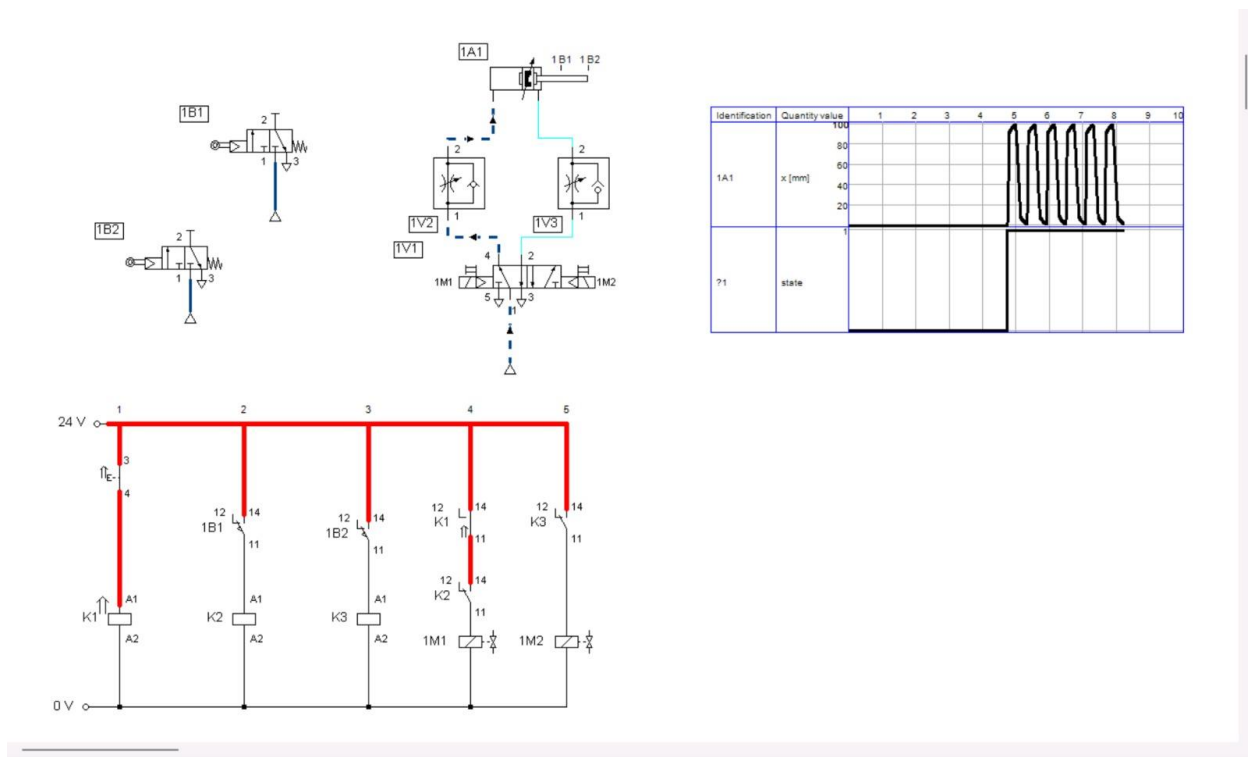 1A1
1B1 1B2
1B1
2
1 3
1B2
2
1 3
2 2
1 1
1V2 1V3
1V1
4 2
1M1 1M2
5 3
1
Identification Quantity value 1 2 3 4 5 6 7 8 9 10
100
80
60
1A1 x [mm]
40
20
1
?1 state
1 2 3 4 5
24 V
3
E-
4
12 14
1B1
11
12 14
1B2
11
12 14
K1
11
12 14
K3
11
12 14
K2
11
A1 A1 A1
K1 K2 K3
A2 A2 A2
1M1 1M2
0 V